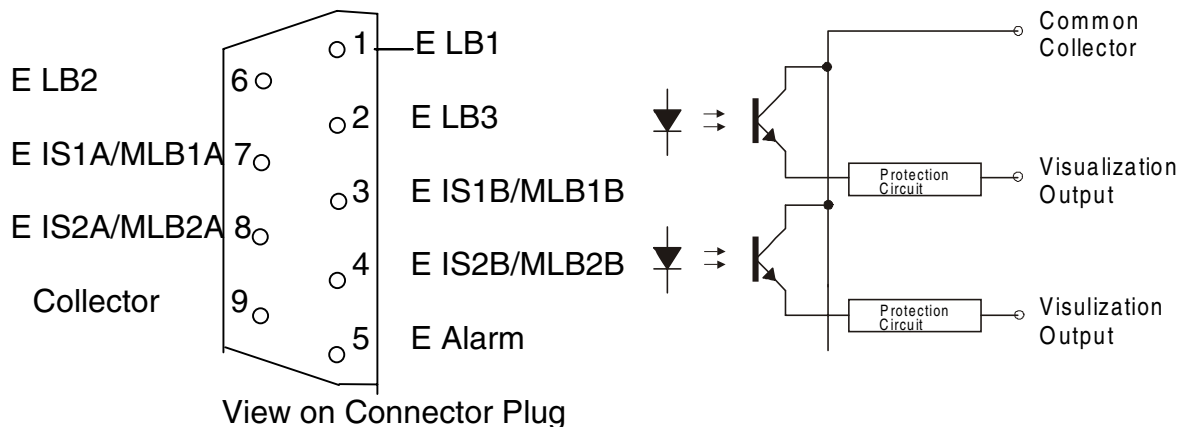 1 E LB1
E LB2 6
2 E LB3
E IS1A/MLB1A 7
3 E IS1B/MLB1B
E IS2A/MLB2A 8
4 E IS2B/MLB2B
Collector 9
5 E Alarm
View on Connector Plug
Common
Collector
Protection
Circuit
Visualization
Output
Protection
Circuit
Visulization
Output